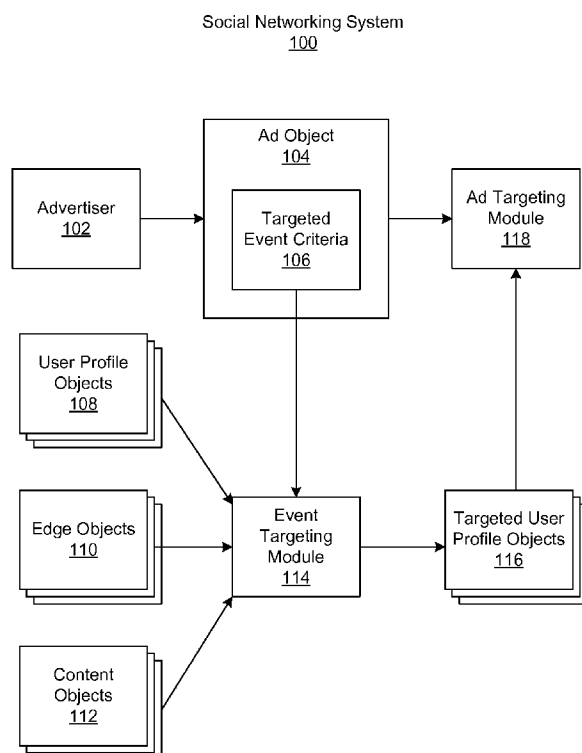 Social Networking System
100
Ad Object
104
Advertiser
102
Targeted
Event Criteria
106
Ad Targeting
Module
118
User Profile
Objects
108
Edge Objects
110
Event
Targeting
Module
114
Targeted User
Profile Objects
116
Content
Objects
112